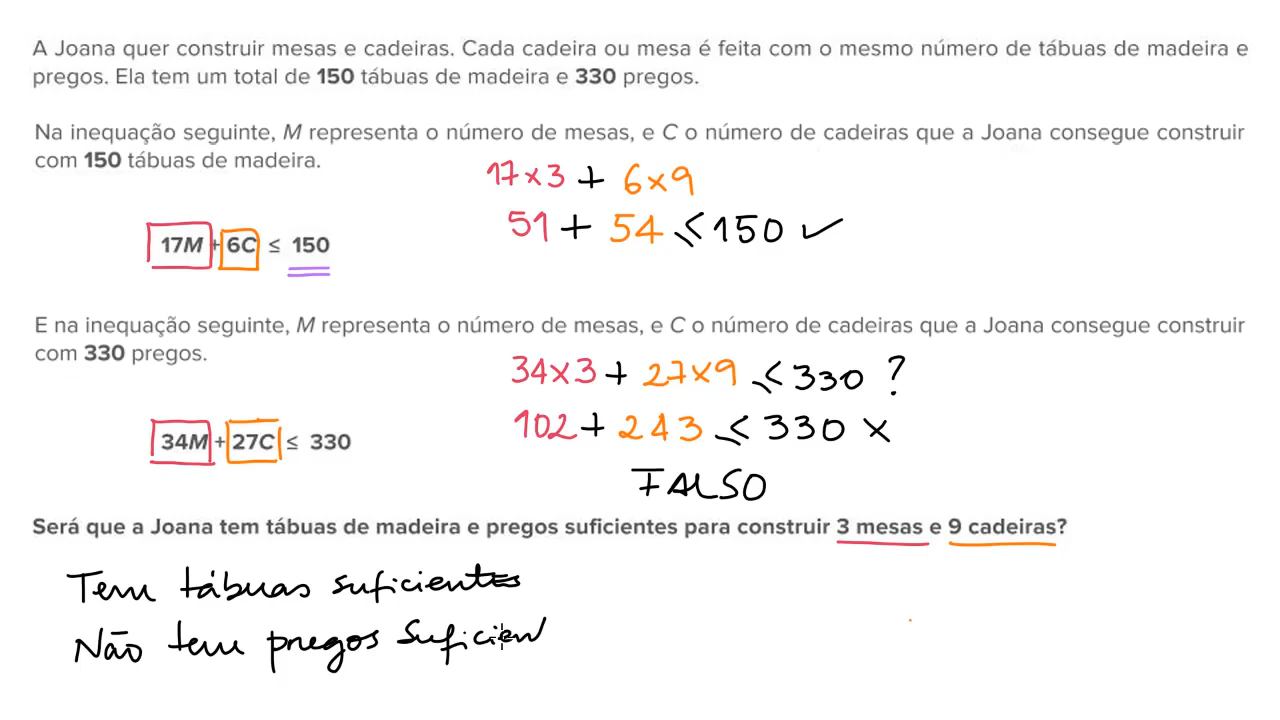 A Joana quer construir mesas e cadeiras. Cada cadeira ou mesa é feita com o mesmo número de tábuas de madeira e
pregos. Ela tem um total de 150 tábuas de madeira e 330 pregos.
Na inequação seguinte, M representa o número de mesas, e C o número de cadeiras que a Joana consegue construir
com 150 tábuas de madeira.
17×3 + 6×9
51 + 54 ≤ 150 ✓
17M + 6C ≤ 150
E na inequação seguinte, M representa o número de mesas, e C o número de cadeiras que a Joana consegue construir
com 330 pregos.
34×3 + 27×9 ≤ 330 ?
102 + 243 ≤ 330 ×
34M + 27C ≤ 330
FALSO
Será que a Joana tem tábuas de madeira e pregos suficientes para construir 3 mesas e 9 cadeiras?
Tem tábuas suficientes
Não tem pregos suficien